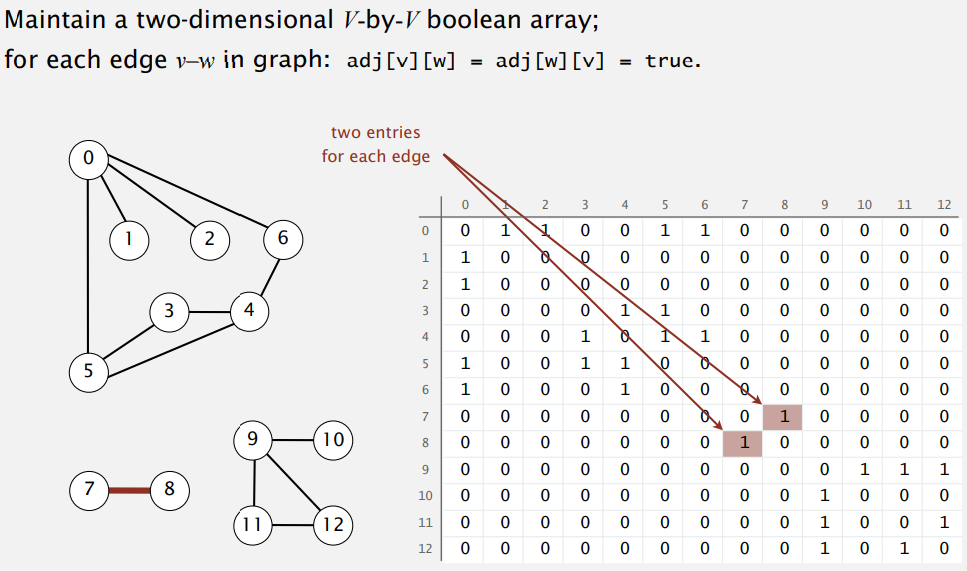 Maintain a two-dimensional V-by-V boolean array;
for each edge v–w in graph: adj[v][w] = adj[w][v] = true.
two entries
for each edge
0
1
2
6
3
4
5
7
8
9
10
11
12
0 1 2 3 4 5 6 7 8 9 10 11 12
0 0 1 1 0 0 1 1 0 0 0 0 0 0
1 1 0 0 0 0 0 0 0 0 0 0 0 0
2 1 0 0 0 0 0 0 0 0 0 0 0 0
3 0 0 0 0 1 1 0 0 0 0 0 0 0
4 0 0 0 1 0 1 1 0 0 0 0 0 0
5 1 0 0 1 1 0 0 0 0 0 0 0 0
6 1 0 0 0 1 0 0 0 0 0 0 0 0
7 0 0 0 0 0 0 0 0 1 0 0 0 0
8 0 0 0 0 0 0 0 1 0 0 0 0 0
9 0 0 0 0 0 0 0 0 0 0 1 1 1
10 0 0 0 0 0 0 0 0 0 1 0 0 0
11 0 0 0 0 0 0 0 0 0 1 0 0 1
12 0 0 0 0 0 0 0 0 0 1 0 1 0